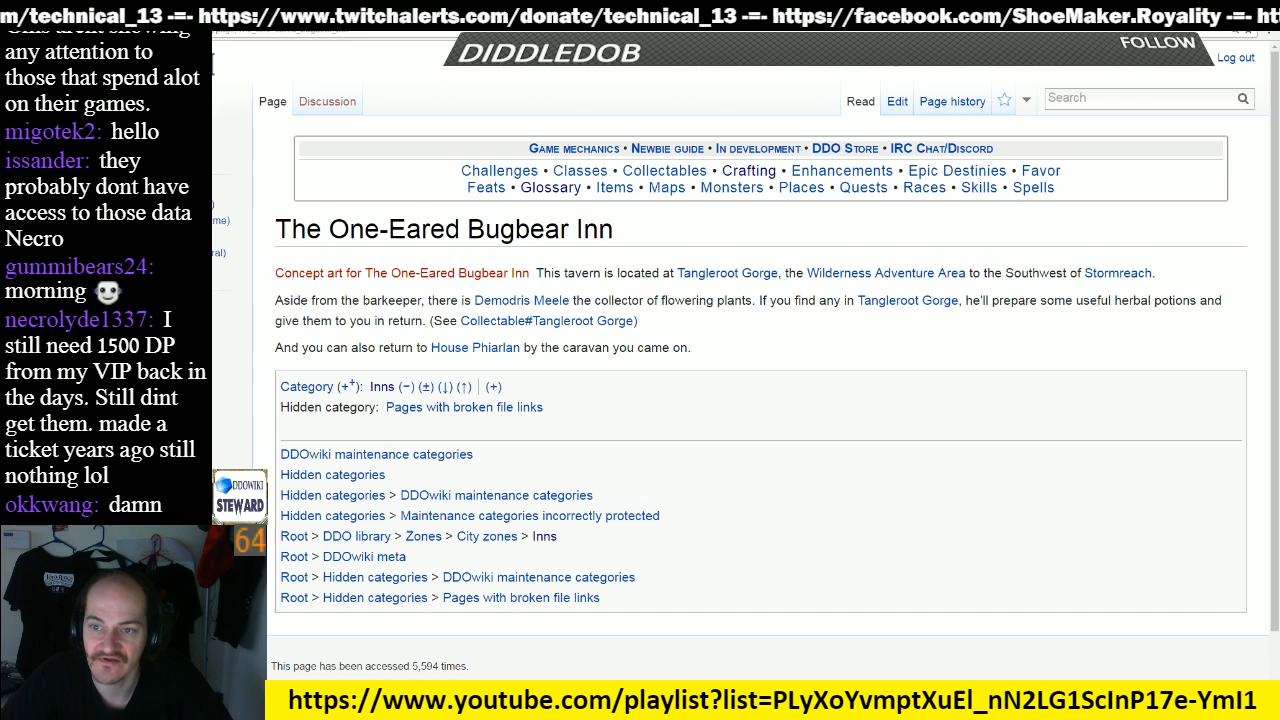 m/technical_13 -=- https://www.twitchalerts.com/donate/technical_13 -=- https://facebook.com/ShoeMaker.Royality -=- ht
any attention to
those that spend alot
on their games.
migotek2: hello
issander: they
probably dont have
access to those data
Necro
gummibears24:
morning
necrolyde1337: I
still need 1500 DP
from my VIP back in
the days. Still dint
get them. made a
ticket years ago still
nothing lol
okkwang: damn
DDOWIKI
STEWARD
64
DIDDLEDOB
FOLLOW
Log out
Page Discussion
Read Edit Page history Search
Game mechanics • Newbie guide • In development • DDO Store • IRC Chat/Discord
Challenges • Classes • Collectables • Crafting • Enhancements • Epic Destinies • Favor
Feats • Glossary • Items • Maps • Monsters • Places • Quests • Races • Skills • Spells
The One-Eared Bugbear Inn
Concept art for The One-Eared Bugbear Inn This tavern is located at Tangleroot Gorge, the Wilderness Adventure Area to the Southwest of Stormreach.
Aside from the barkeeper, there is Demodris Meele the collector of flowering plants. If you find any in Tangleroot Gorge, he'll prepare some useful herbal potions and
give them to you in return. (See Collectable#Tangleroot Gorge)
And you can also return to House Phiarlan by the caravan you came on.
Category (++): Inns (−) (±) (↓) (↑) | (+)
Hidden category: Pages with broken file links
DDOwiki maintenance categories
Hidden categories
Hidden categories > DDOwiki maintenance categories
Hidden categories > Maintenance categories incorrectly protected
Root > DDO library > Zones > City zones > Inns
Root > DDOwiki meta
Root > Hidden categories > DDOwiki maintenance categories
Root > Hidden categories > Pages with broken file links
This page has been accessed 5,594 times.
https://www.youtube.com/playlist?list=PLyXoYvmptXuEl_nN2LG1ScInP17e-YmI1